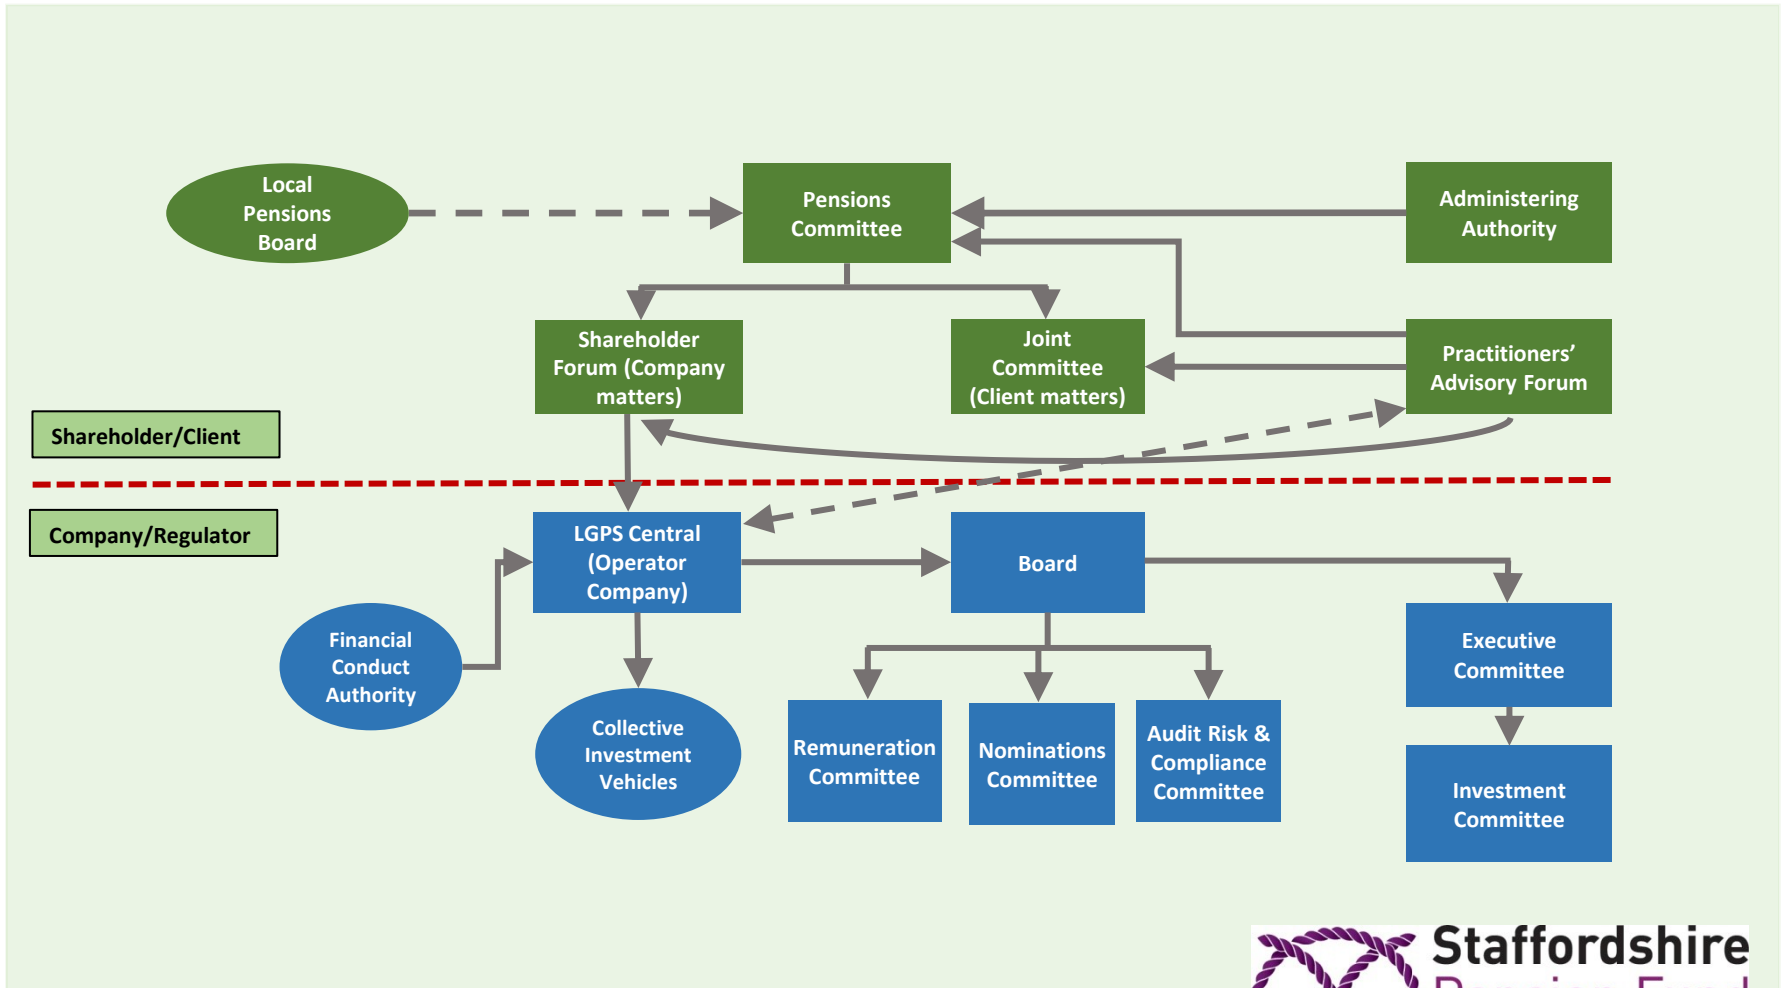 Local
Pensions
Board
Pensions
Committee
Administering
Authority
Shareholder
Forum (Company
matters)
Joint
Committee
(Client matters)
Practitioners’
Advisory Forum
Shareholder/Client
Company/Regulator
LGPS Central
(Operator
Company)
Board
Financial
Conduct
Authority
Executive
Committee
Collective
Investment
Vehicles
Remuneration
Committee
Nominations
Committee
Audit Risk &
Compliance
Committee
Investment
Committee
Staffordshire
Pension Fund